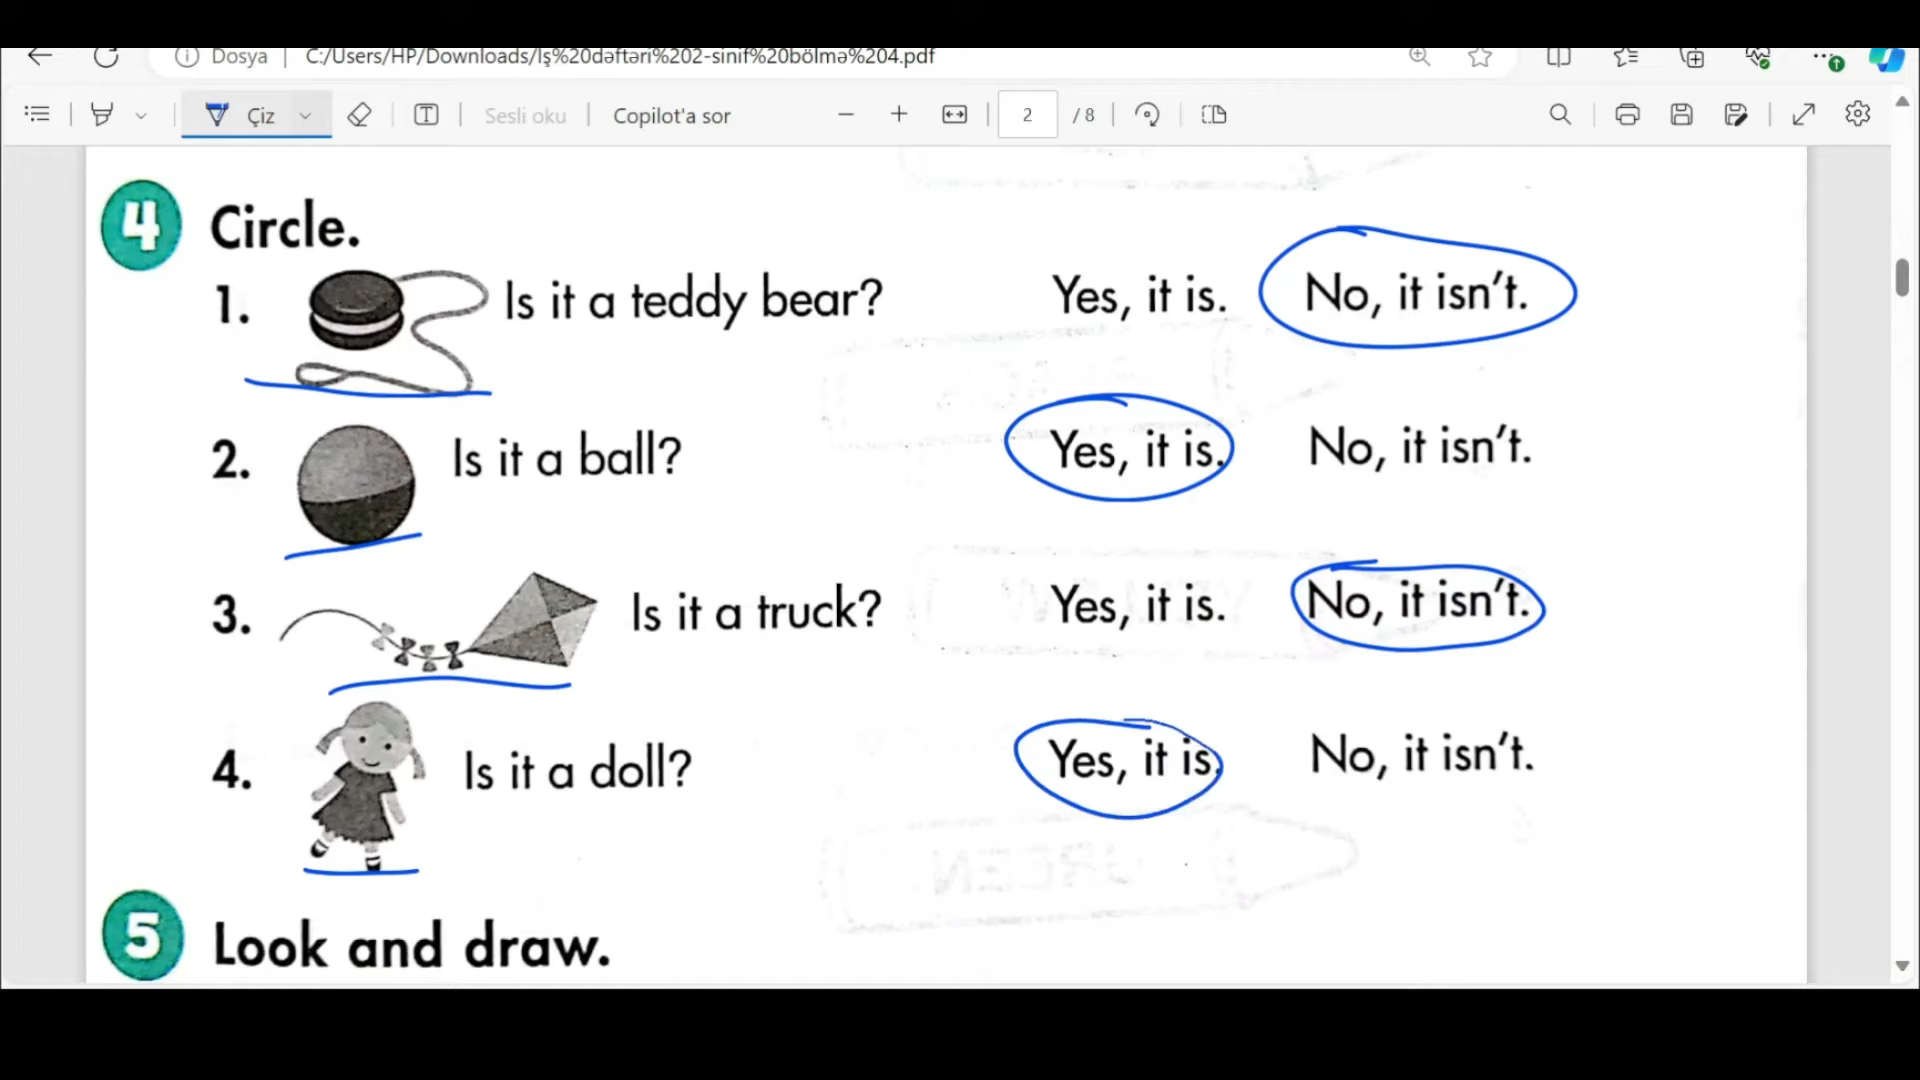 Dosya | C:/Users/HP/Downloads/İş%20dəftəri%202-sinif%20bölmə%204.pdf
Çiz Sesli oku Copilot'a sor 2 / 8
4 Circle.
1. Is it a teddy bear? Yes, it is. No, it isn't.
2. Is it a ball? Yes, it is. No, it isn't.
3. Is it a truck? Yes, it is. No, it isn't.
4. Is it a doll? Yes, it is. No, it isn't.
5 Look and draw.